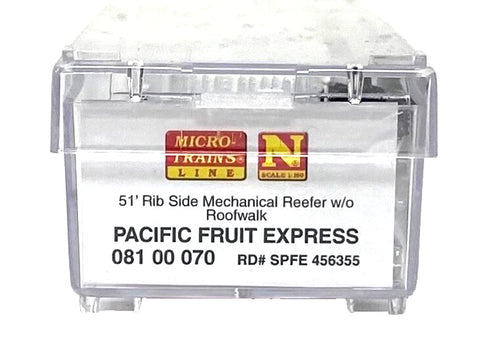 MICRO
TRAINS®
LINE
N
SCALE 1:160
51' Rib Side Mechanical Reefer w/o
Roofwalk
PACIFIC FRUIT EXPRESS
081 00 070 RD# SPFE 456355